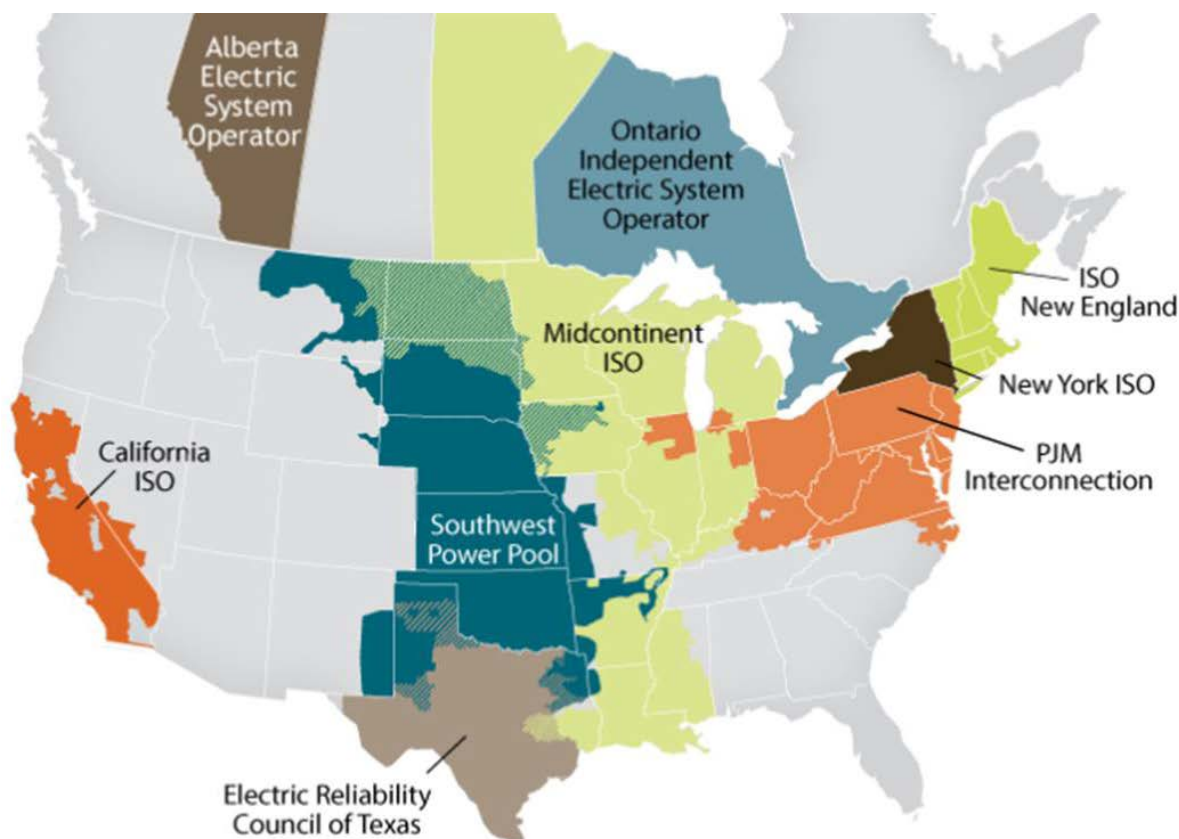 Alberta
Electric
System
Operator
Ontario
Independent
Electric System
Operator
ISO
New England
Midcontinent
ISO
New York ISO
California
ISO
PJM
Interconnection
Southwest
Power Pool
Electric Reliability
Council of Texas